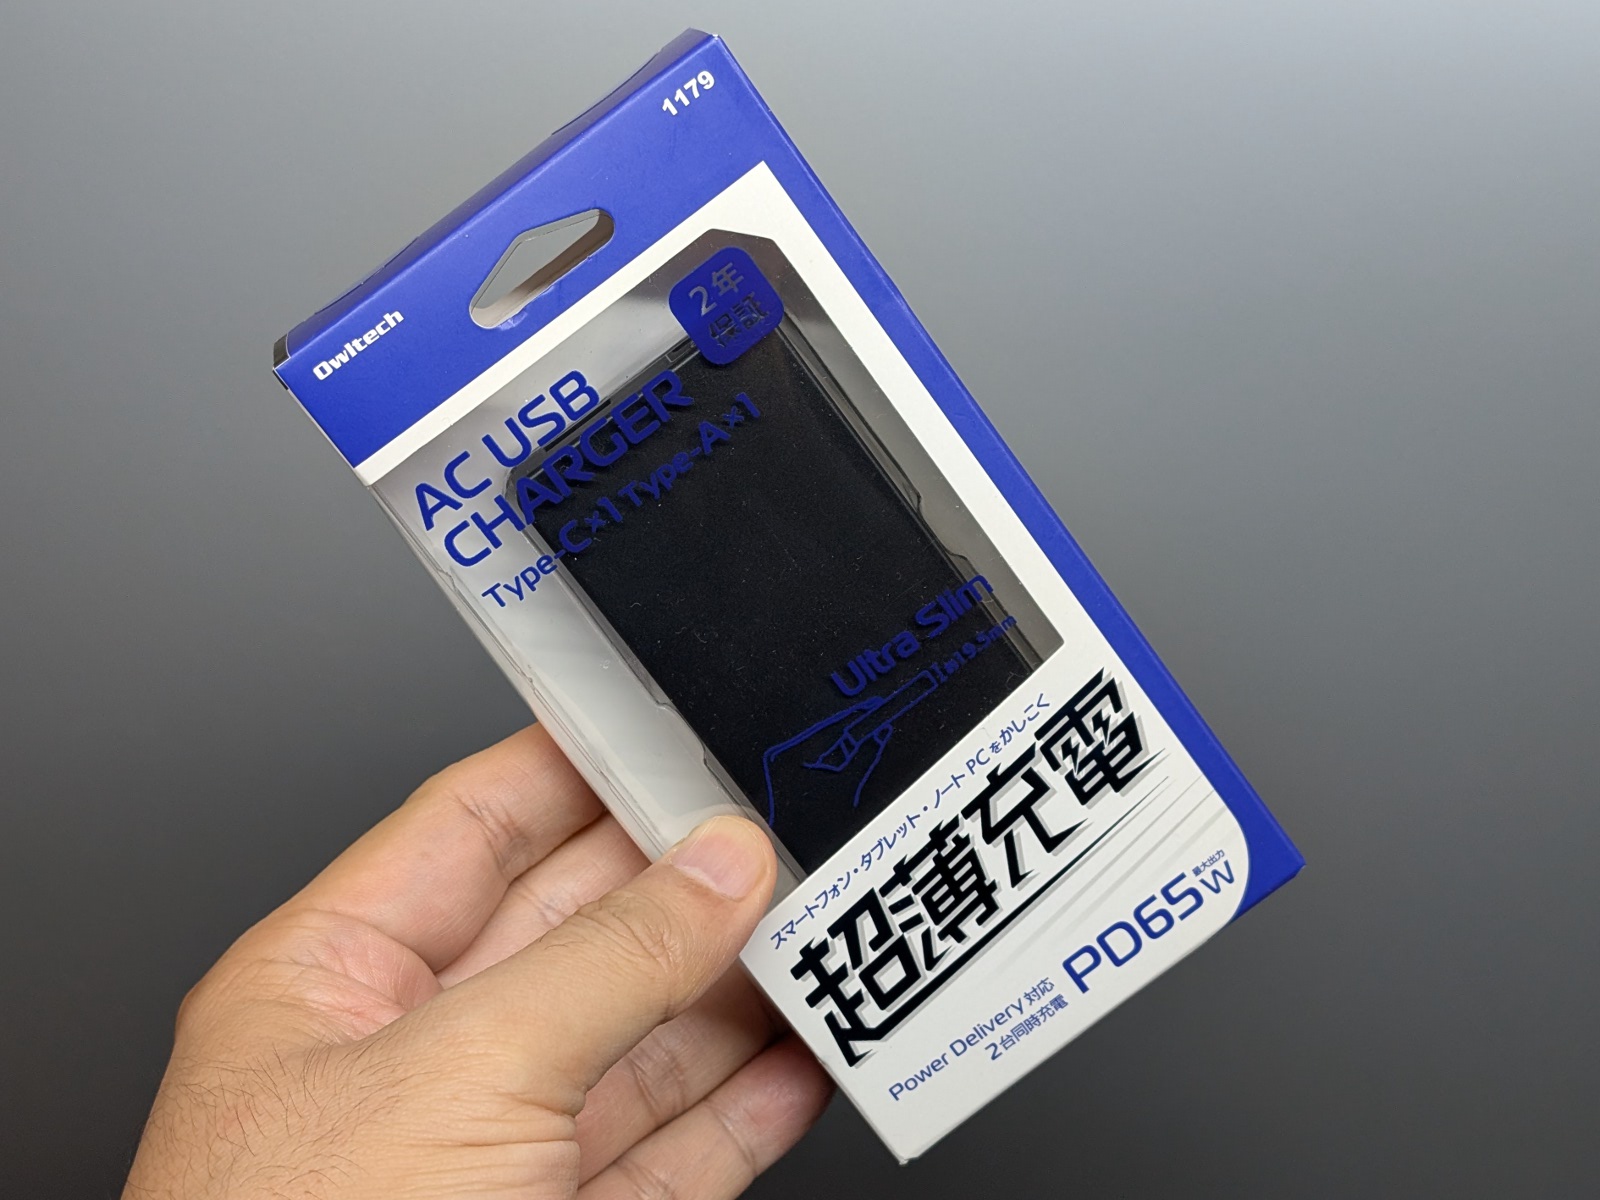 1179
Owltech
2年
保証
AC USB
CHARGER
Type-C×1 Type-A×1
Ultra Slim
約19.5mm
スマートフォン・タブレット・ノートPCをかしこく
超薄充電
Power Delivery 対応
2台同時充電
最大出力
PD65W